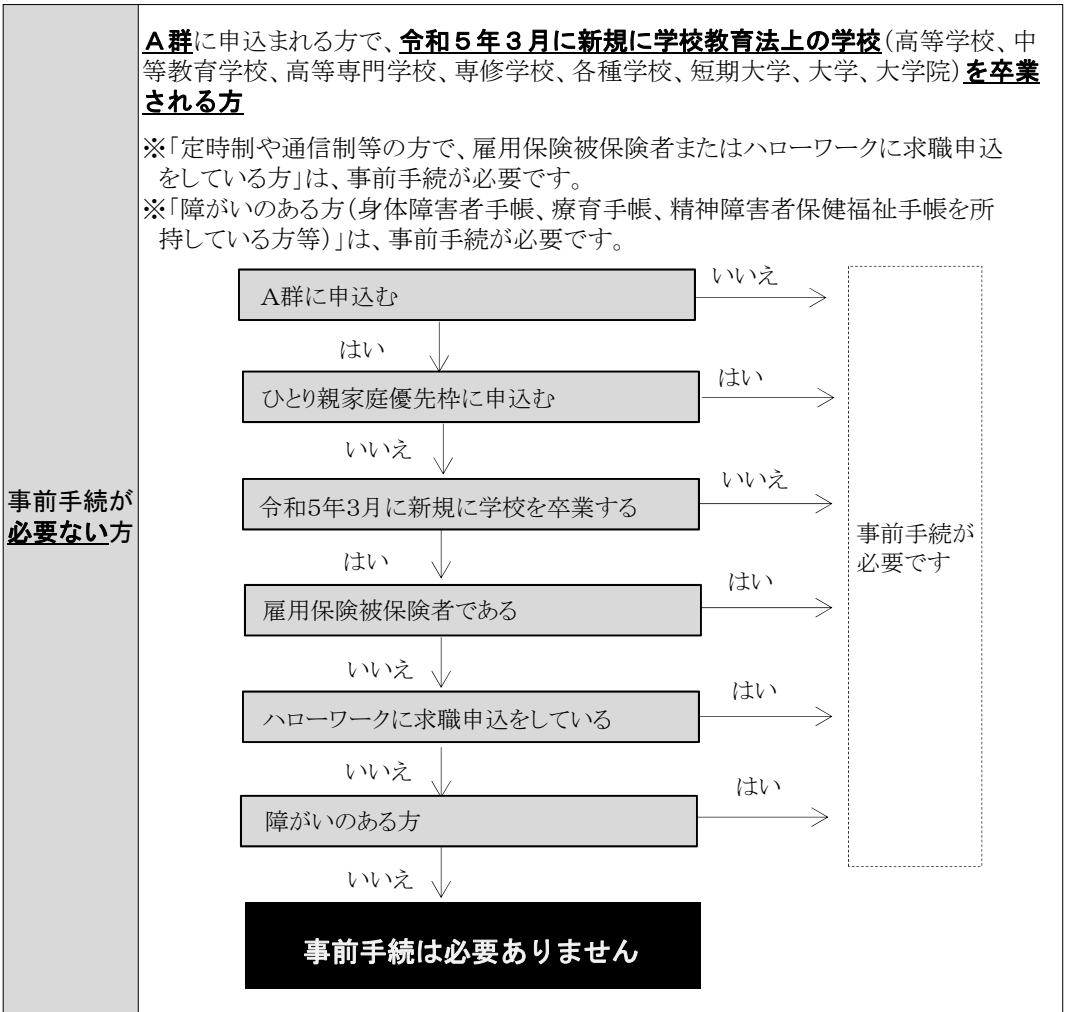 事前手続が
必要ない方
A群に申込まれる方で、令和5年3月に新規に学校教育法上の学校(高等学校、中
等教育学校、高等専門学校、専修学校、各種学校、短期大学、大学、大学院)を卒業
される方
※「定時制や通信制等の方で、雇用保険被保険者またはハローワークに求職申込
をしている方」は、事前手続が必要です。
※「障がいのある方(身体障害者手帳、療育手帳、精神障害者保健福祉手帳を所
持している方等)」は、事前手続が必要です。
A群に申込む
いいえ
はい
ひとり親家庭優先枠に申込む
はい
いいえ
令和5年3月に新規に学校を卒業する
いいえ
はい
雇用保険被保険者である
はい
いいえ
ハローワークに求職申込をしている
はい
いいえ
障がいのある方
はい
いいえ
事前手続が
必要です
事前手続は必要ありません